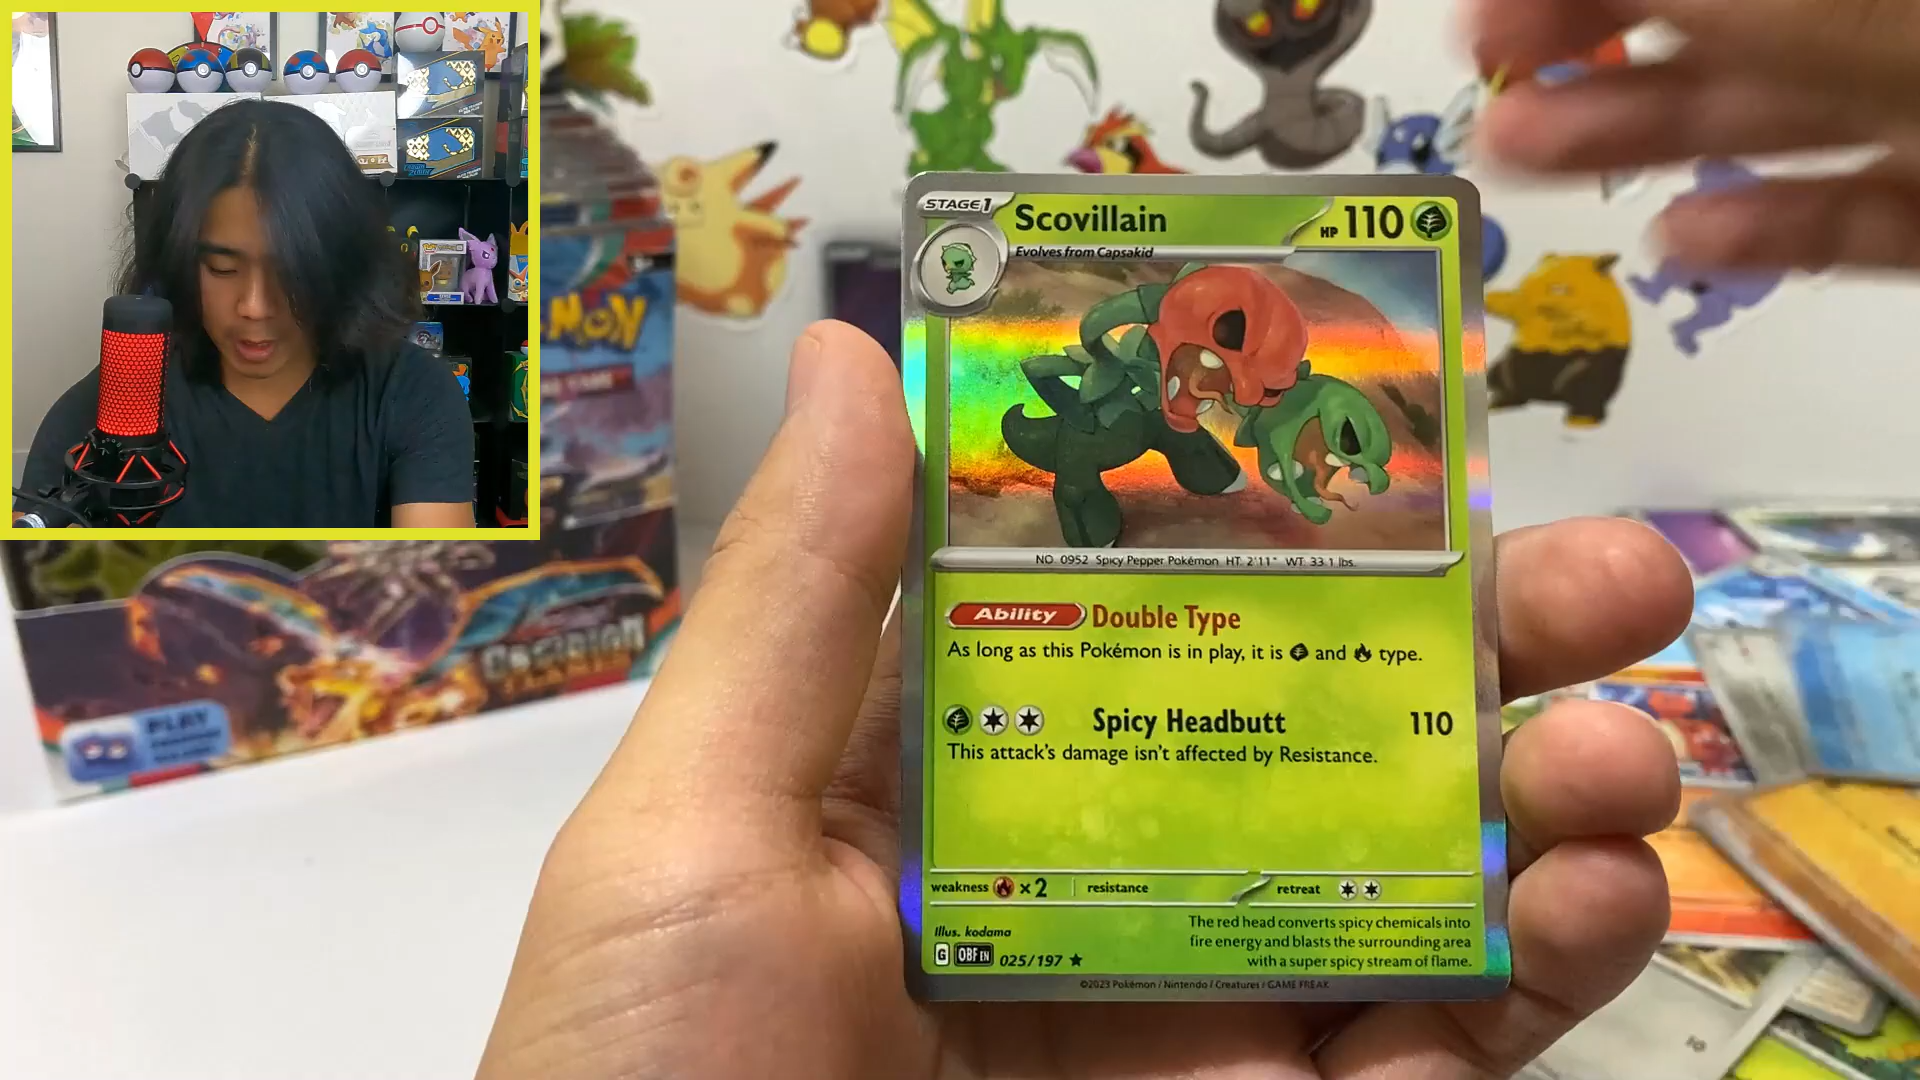 STAGE1
Scovillain
HP 110
Evolves from Capsakid
NO. 0952 Spicy Pepper Pokémon HT: 2'11" WT: 33.1 lbs.
Ability Double Type
As long as this Pokémon is in play, it is and type.
Spicy Headbutt 110
This attack's damage isn't affected by Resistance.
weakness ×2 resistance retreat
Illus. kodama
The red head converts spicy chemicals into
fire energy and blasts the surrounding area
with a super spicy stream of flame.
G OBF EN 025/197
©2023 Pokémon / Nintendo / Creatures / GAME FREAK
OBSIDIAN
PLAY